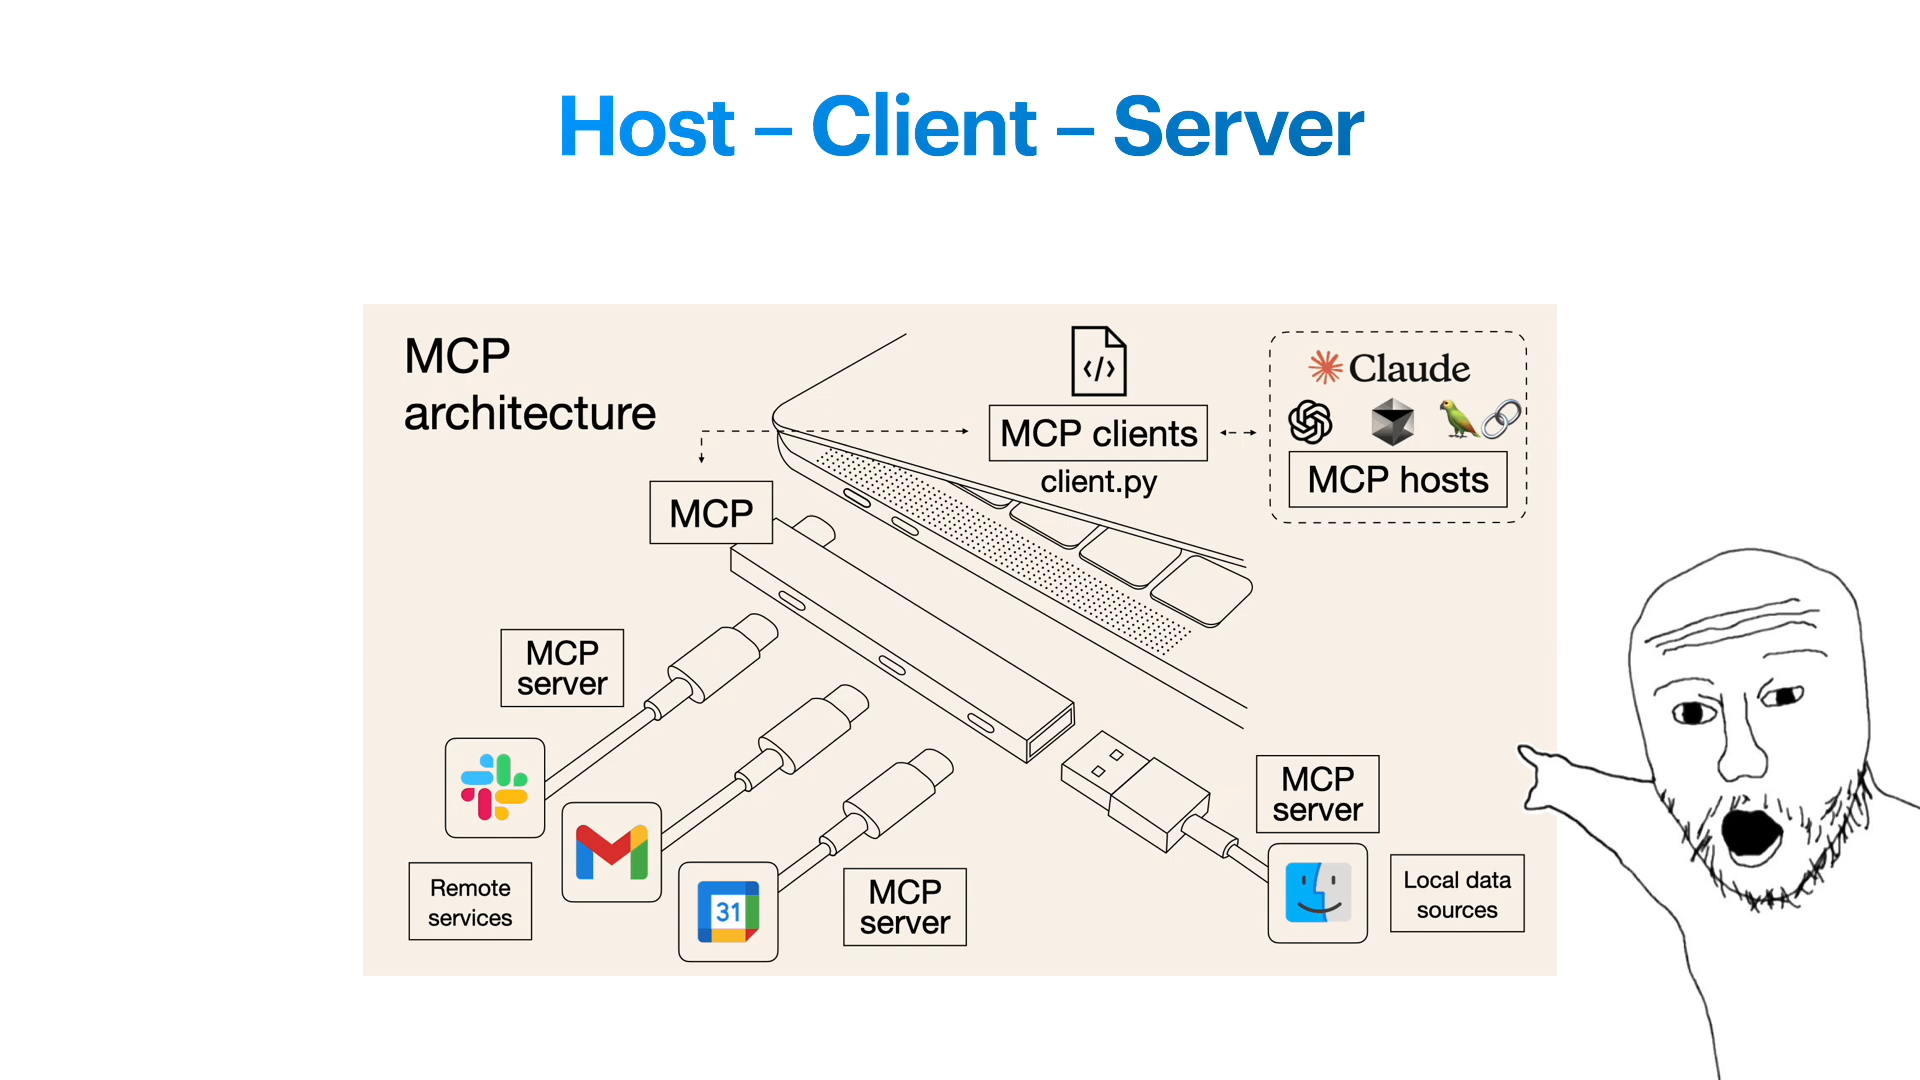 Host – Client – Server
MCP
architecture
</>
MCP clients
client.py
Claude
MCP hosts
MCP
MCP
server
Remote
services
31
MCP
server
MCP
server
Local data
sources